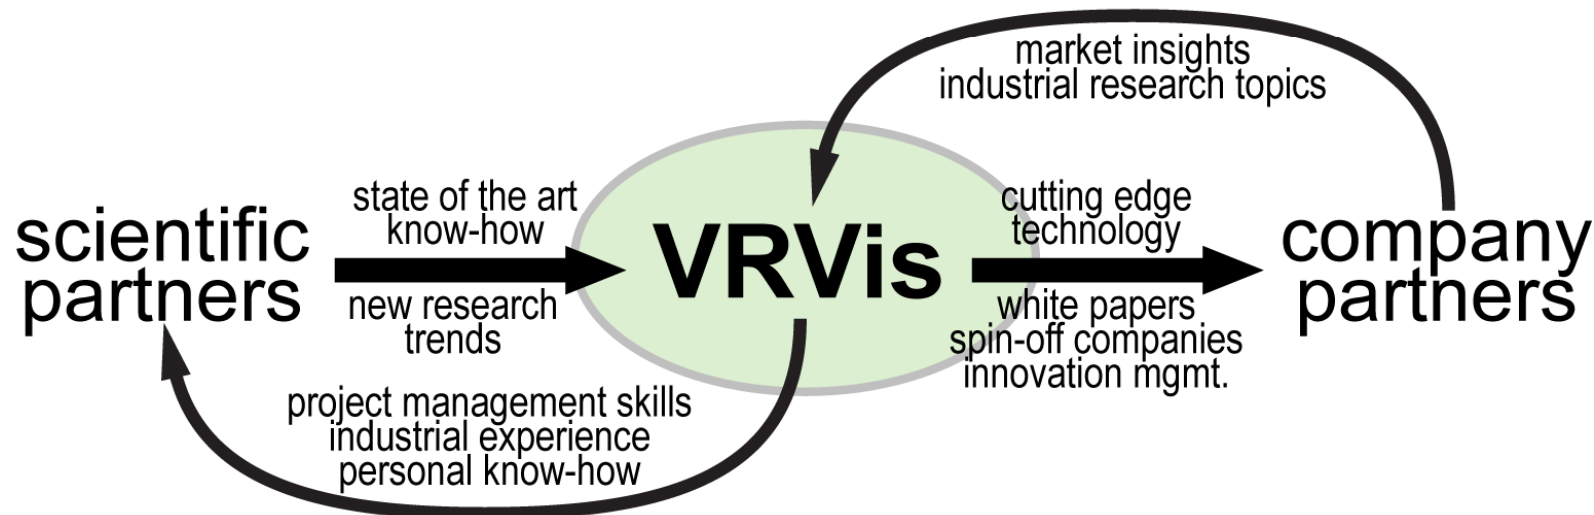 market insights
industrial research topics
scientific
partners
state of the art
know-how
new research
trends
VRVis
cutting edge
technology
white papers
spin-off companies
innovation mgmt.
company
partners
project management skills
industrial experience
personal know-how